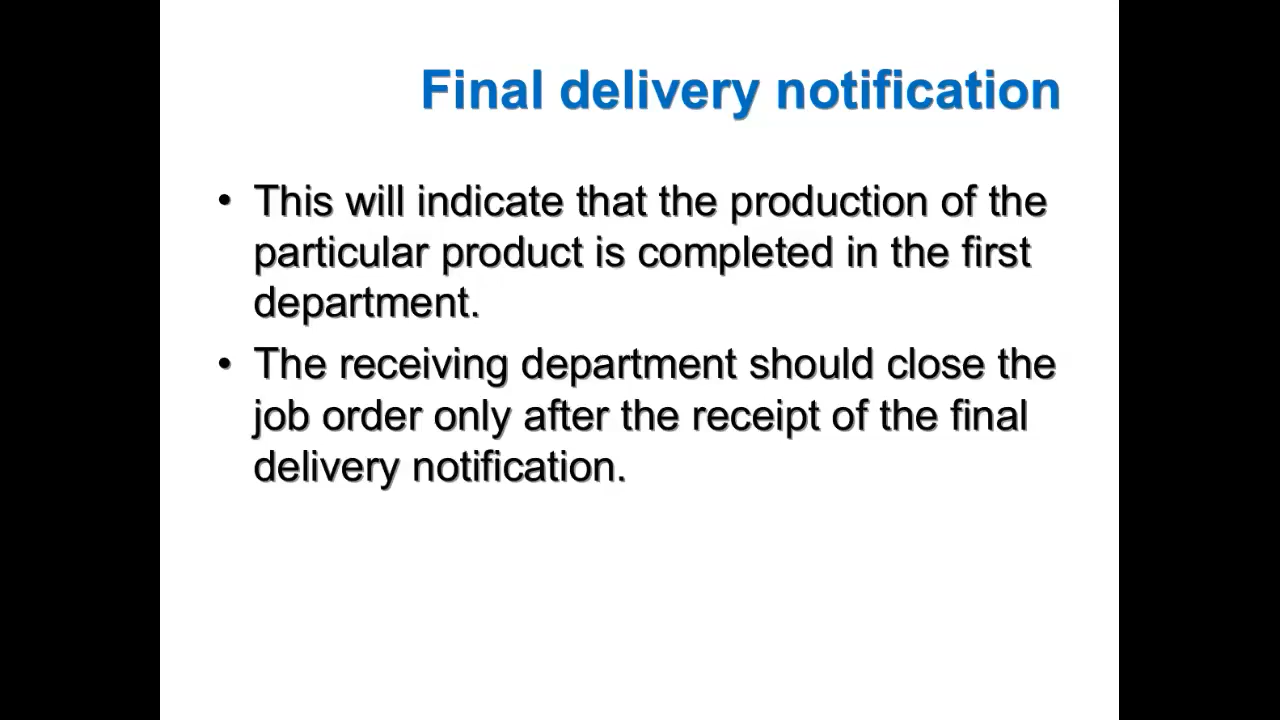 Final delivery notification
• This will indicate that the production of the
particular product is completed in the first
department.
• The receiving department should close the
job order only after the receipt of the final
delivery notification.